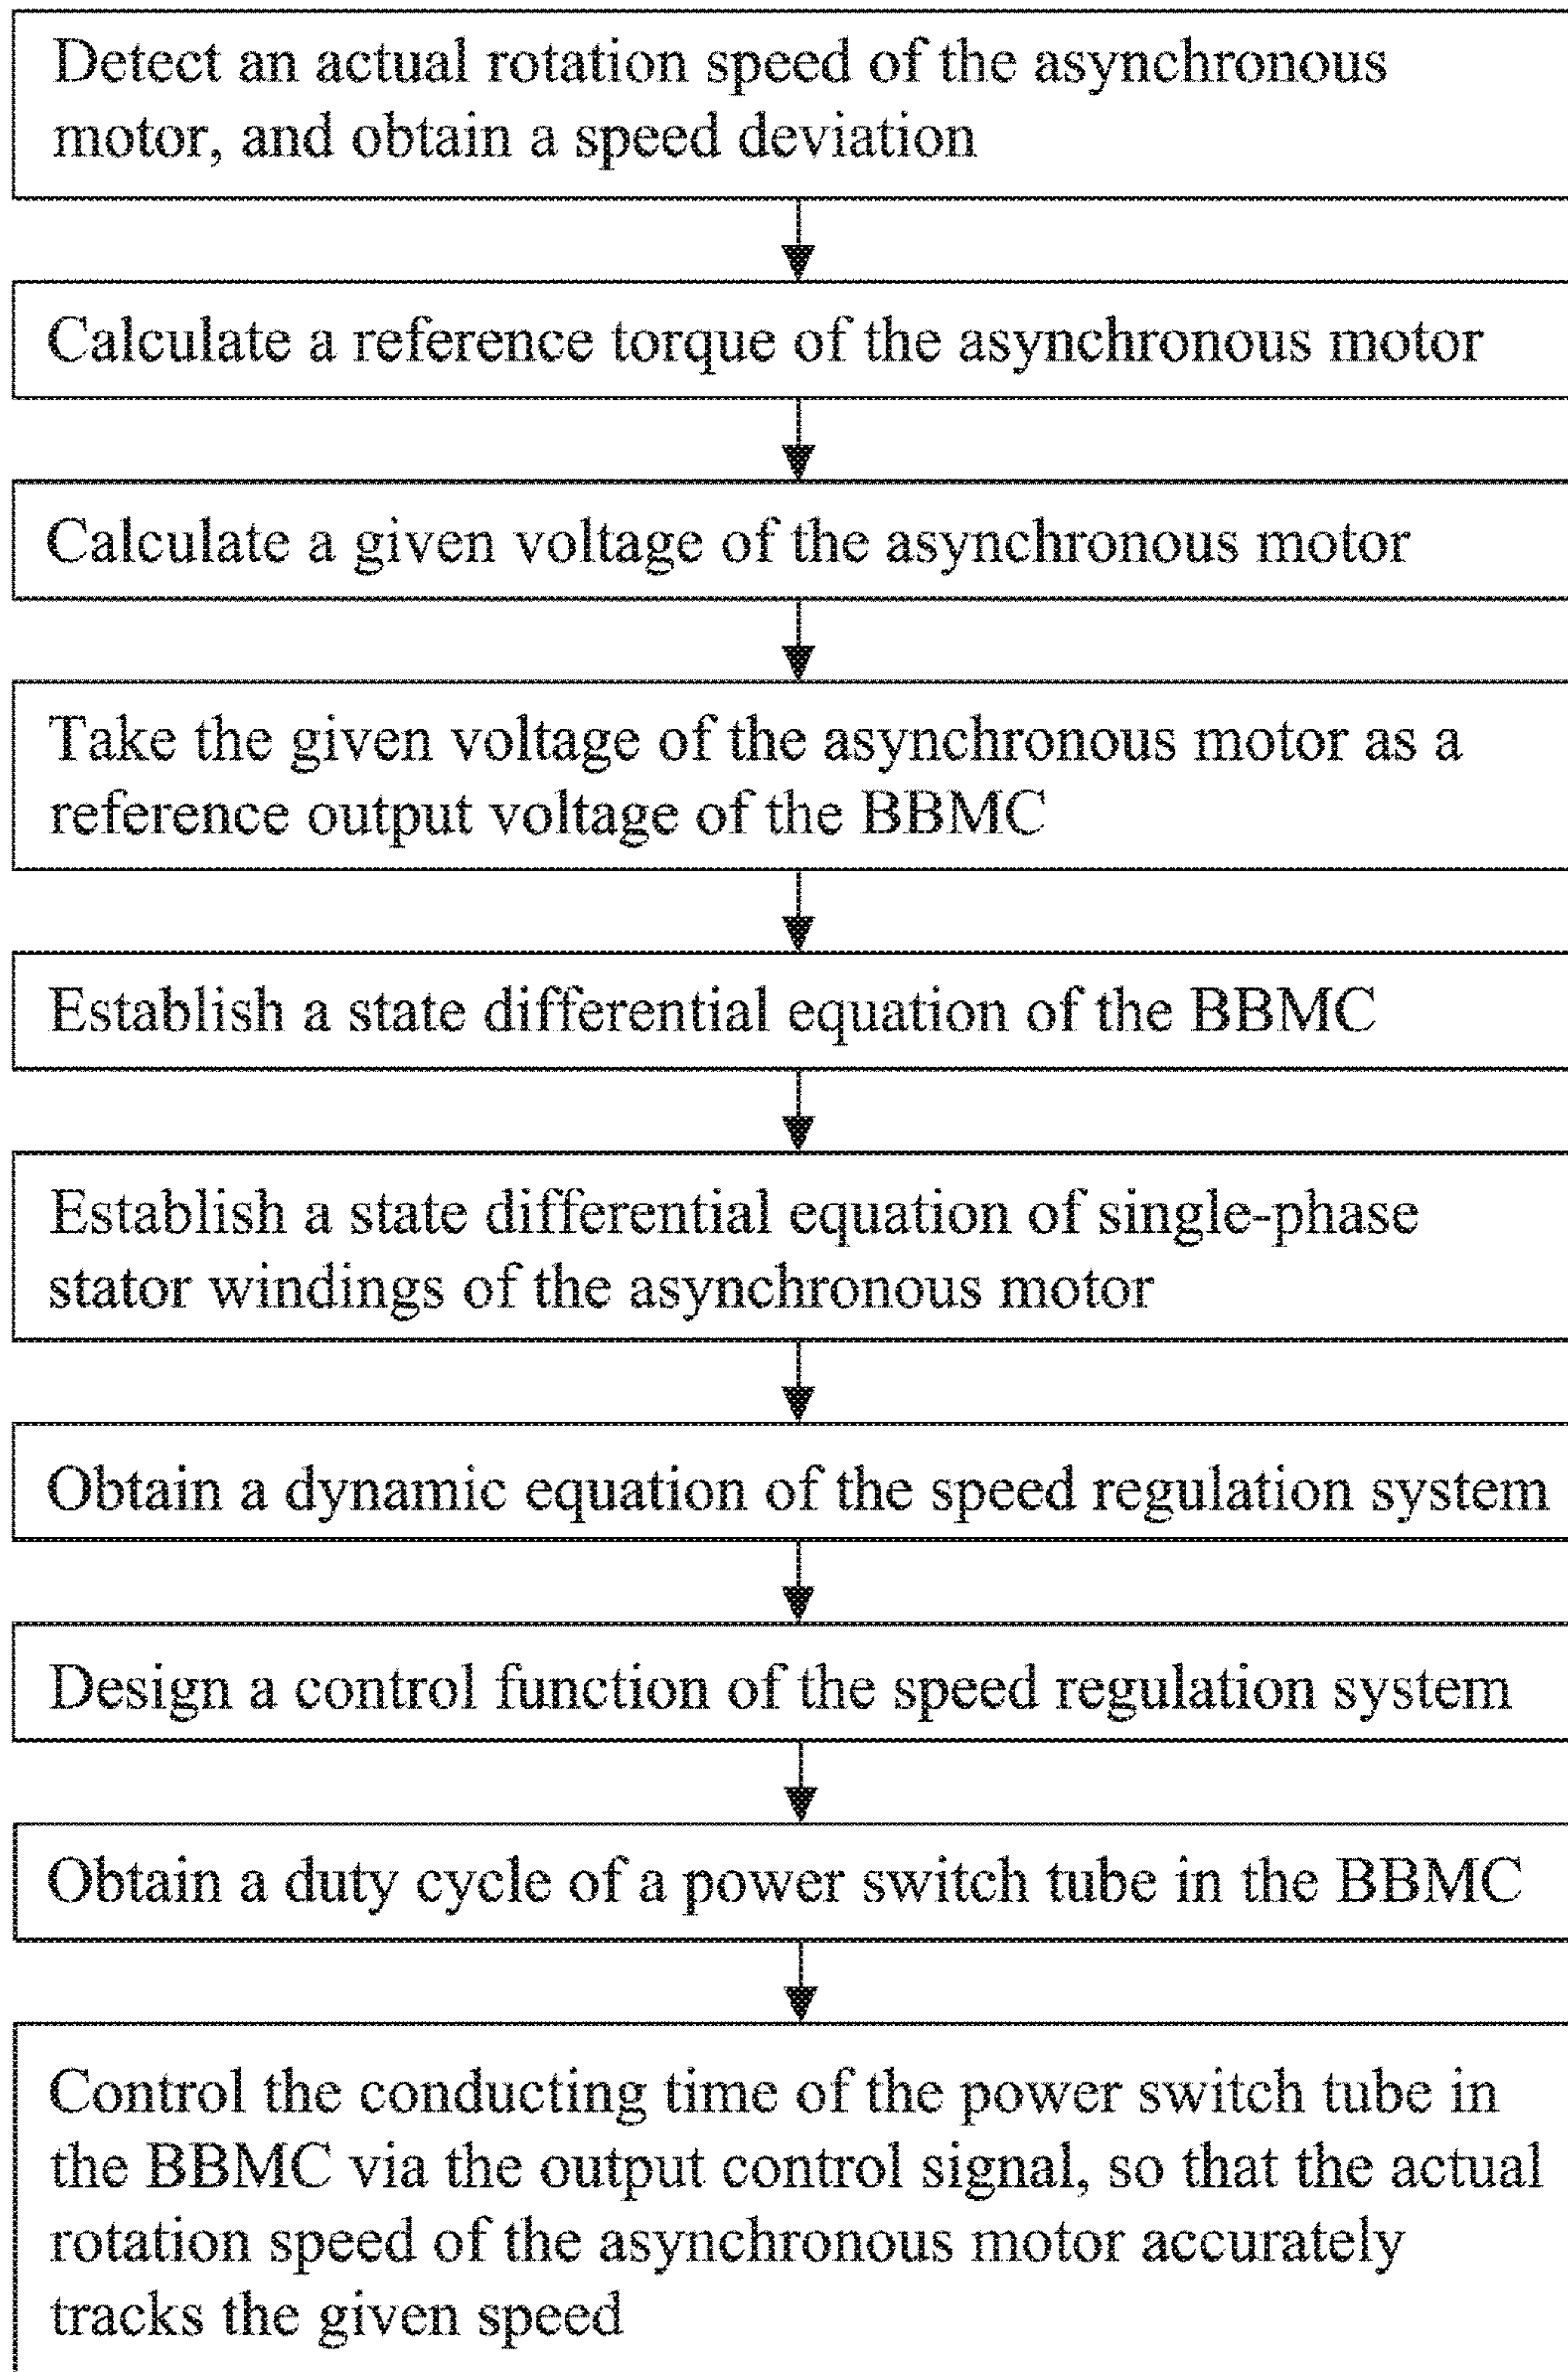 Detect an actual rotation speed of the asynchronous
motor, and obtain a speed deviation
Calculate a reference torque of the asynchronous motor
Calculate a given voltage of the asynchronous motor
Take the given voltage of the asynchronous motor as a
reference output voltage of the BBMC
Establish a state differential equation of the BBMC
Establish a state differential equation of single-phase
stator windings of the asynchronous motor
Obtain a dynamic equation of the speed regulation system
Design a control function of the speed regulation system
Obtain a duty cycle of a power switch tube in the BBMC
Control the conducting time of the power switch tube in
the BBMC via the output control signal, so that the actual
rotation speed of the asynchronous motor accurately
tracks the given speed